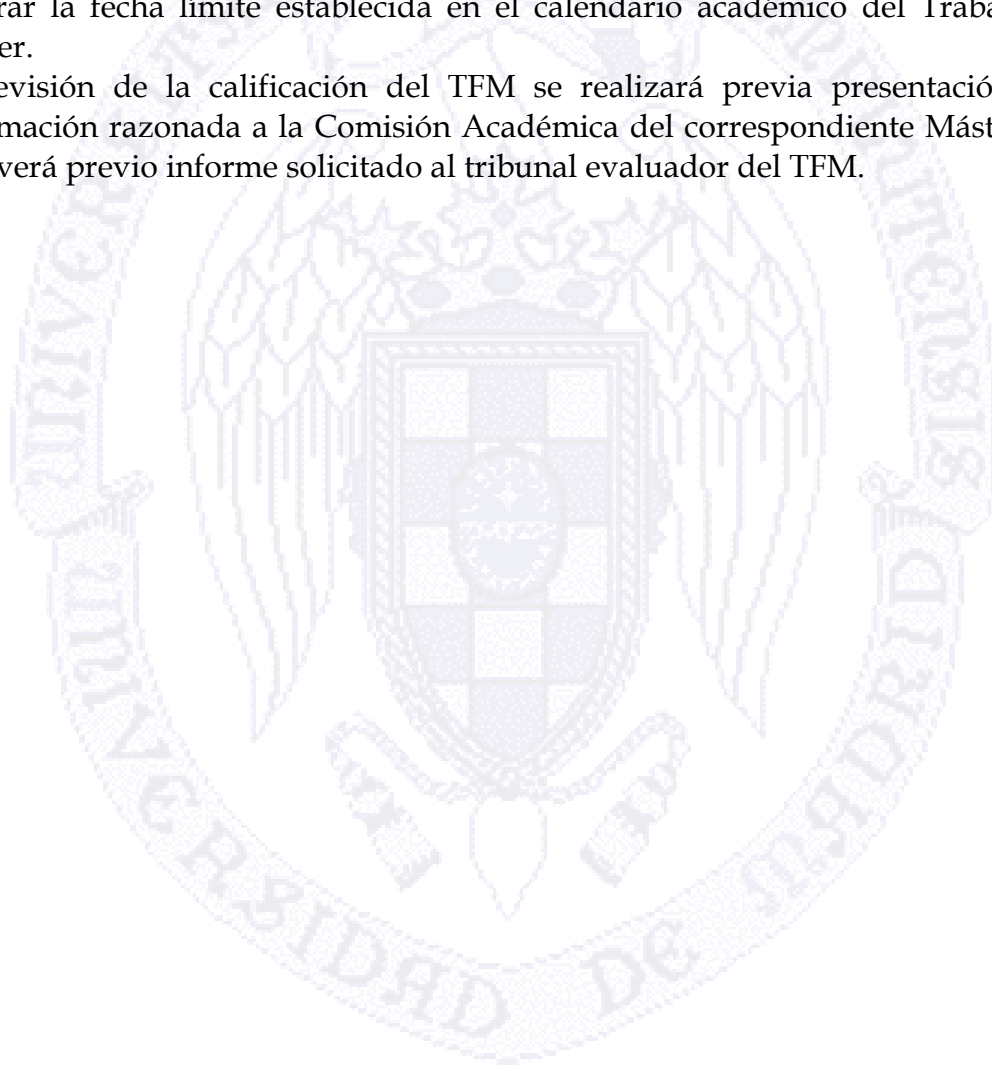 rar la fecha límite establecida en el calendario académico del Traba
er.
evisión de la calificación del TFM se realizará previa presentació
mación razonada a la Comisión Académica del correspondiente Mást
verá previo informe solicitado al tribunal evaluador del TFM.
UNIVERSIDAD DE MADRID